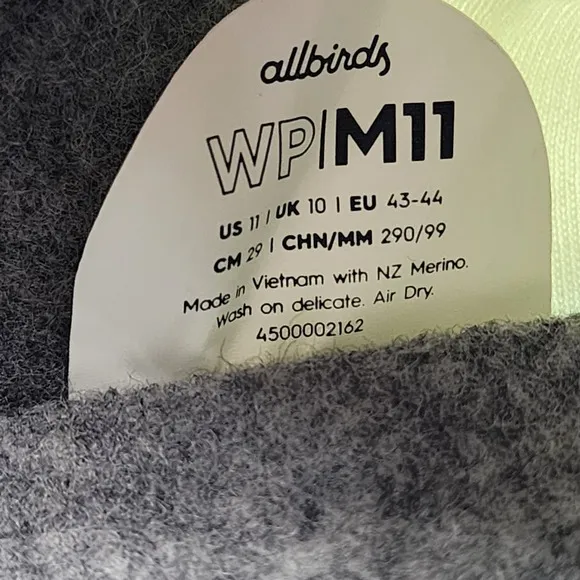 allbirds
WP|M11
US 11 | UK 10 | EU 43-44
CM 29 | CHN/MM 290/99
Made in Vietnam with NZ Merino.
Wash on delicate. Air Dry.
4500002162